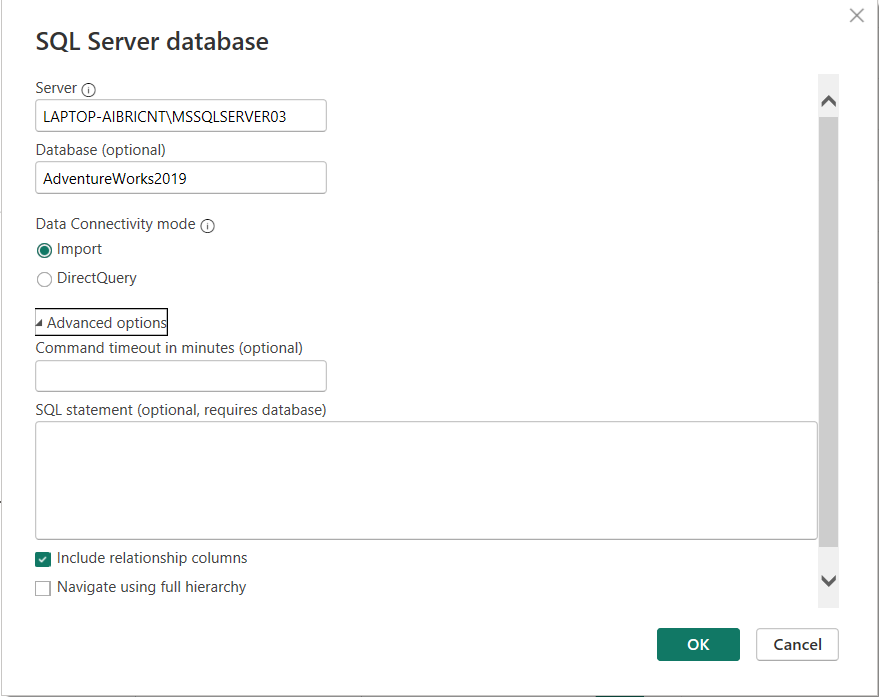 SQL Server database
Server
LAPTOP-AIBRICNT\MSSQLSERVER03
Database (optional)
AdventureWorks2019
Data Connectivity mode
Import
DirectQuery
Advanced options
Command timeout in minutes (optional)
SQL statement (optional, requires database)
Include relationship columns
Navigate using full hierarchy
OK Cancel